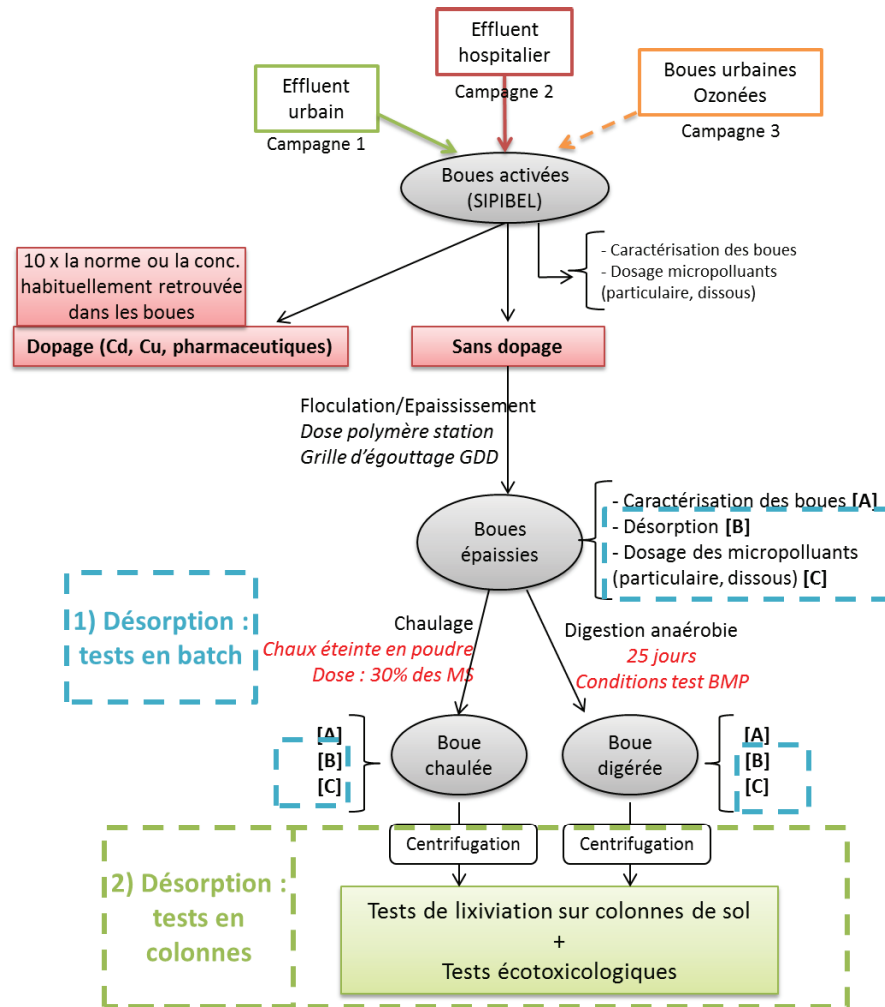 Effluent
hospitalier
Campagne 2
Effluent
urbain
Campagne 1
Boues urbaines
Ozonées
Campagne 3
Boues activées
(SIPIBEL)
- Caractérisation des boues
- Dosage micropolluants
(particulaire, dissous)
10 x la norme ou la conc.
habituellement retrouvée
dans les boues
Dopage (Cd, Cu, pharmaceutiques)
Sans dopage
Floculation/Epaississement
Dose polymère station
Grille d'égouttage GDD
Boues
épaissies
- Caractérisation des boues [A]
- Désorption [B]
- Dosage des micropolluants
(particulaire, dissous) [C]
1) Désorption :
tests en batch
Chaulage
Chaux éteinte en poudre
Dose : 30% des MS
Digestion anaérobie
25 jours
Conditions test BMP
[A]
[B]
[C]
Boue
chaulée
Boue
digérée
[A]
[B]
[C]
Centrifugation
Centrifugation
2) Désorption :
tests en
colonnes
Tests de lixiviation sur colonnes de sol
+
Tests écotoxicologiques